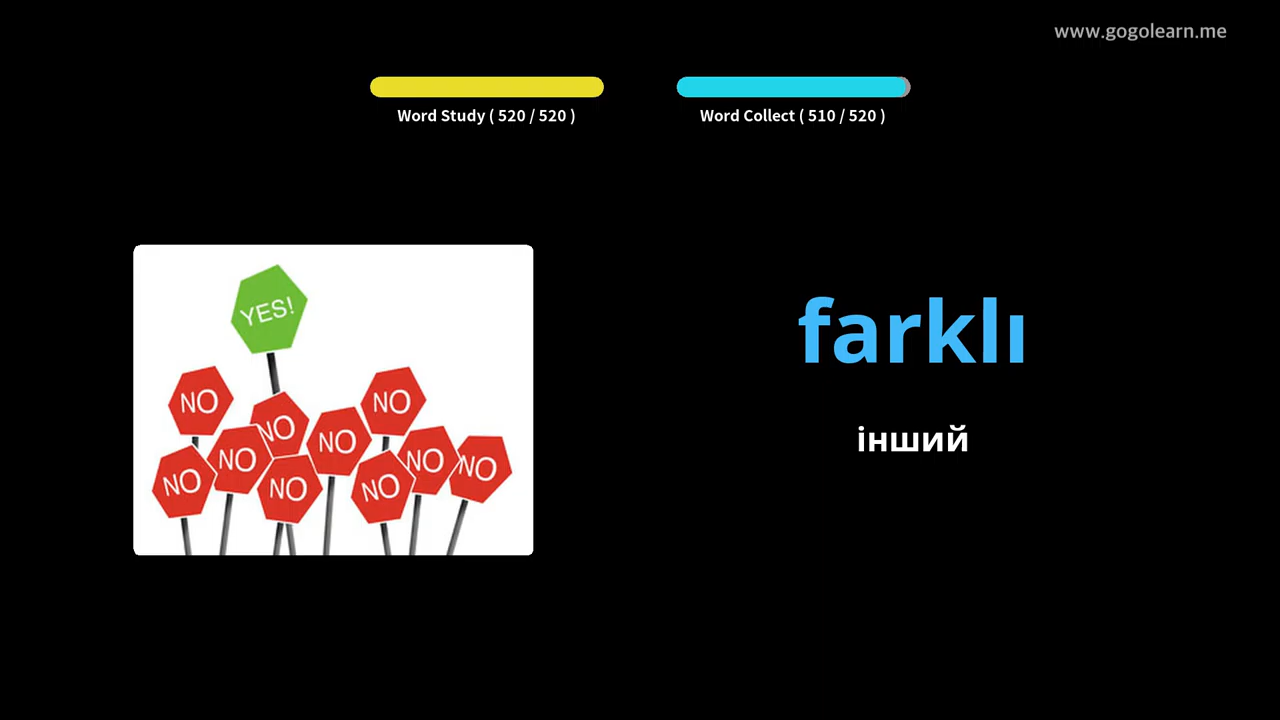 www.gogolearn.me
Word Study ( 520 / 520 )
Word Collect ( 510 / 520 )
YES!
NO
NO
NO
NO
NO
NO
NO
NO
NO
NO
farklı
інший